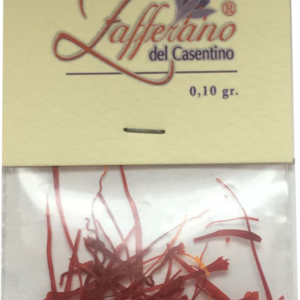 Zafferano®
del Casentino
0,10 gr.